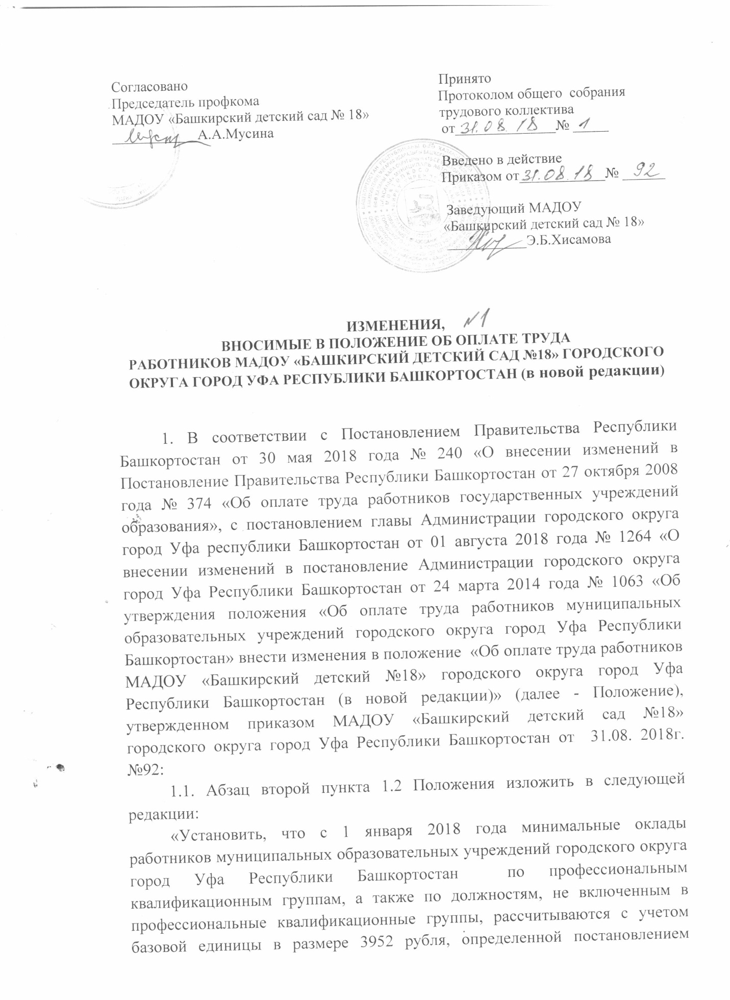 Согласовано
Председатель профкома
МАДОУ «Башкирский детский сад № 18»
А.А.Мусина
Принято
Протоколом общего собрания
трудового коллектива
от 31.08.18 № 1
Введено в действие
Приказом от 31.08.18 № 92
Заведующий МАДОУ
«Башкирский детский сад № 18»
Э.Б.Хисамова
ИЗМЕНЕНИЯ, №1
ВНОСИМЫЕ В ПОЛОЖЕНИЕ ОБ ОПЛАТЕ ТРУДА
РАБОТНИКОВ МАДОУ «БАШКИРСКИЙ ДЕТСКИЙ САД №18» ГОРОДСКОГО
ОКРУГА ГОРОД УФА РЕСПУБЛИКИ БАШКОРТОСТАН (в новой редакции)
1. В соответствии с Постановлением Правительства Республики
Башкортостан от 30 мая 2018 года № 240 «О внесении изменений в
Постановление Правительства Республики Башкортостан от 27 октября 2008
года № 374 «Об оплате труда работников государственных учреждений
образования», с постановлением главы Администрации городского округа
город Уфа республики Башкортостан от 01 августа 2018 года № 1264 «О
внесении изменений в постановление Администрации городского округа
город Уфа Республики Башкортостан от 24 марта 2014 года № 1063 «Об
утверждения положения «Об оплате труда работников муниципальных
образовательных учреждений городского округа город Уфа Республики
Башкортостан» внести изменения в положение «Об оплате труда работников
МАДОУ «Башкирский детский №18» городского округа город Уфа
Республики Башкортостан (в новой редакции)» (далее - Положение),
утвержденном приказом МАДОУ «Башкирский детский сад №18»
городского округа город Уфа Республики Башкортостан от 31.08. 2018г.
№92:
1.1. Абзац второй пункта 1.2 Положения изложить в следующей
редакции:
«Установить, что с 1 января 2018 года минимальные оклады
работников муниципальных образовательных учреждений городского округа
город Уфа Республики Башкортостан по профессиональным
квалификационным группам, а также по должностям, не включенным в
профессиональные квалификационные группы, рассчитываются с учетом
базовой единицы в размере 3952 рубля, определенной постановлением